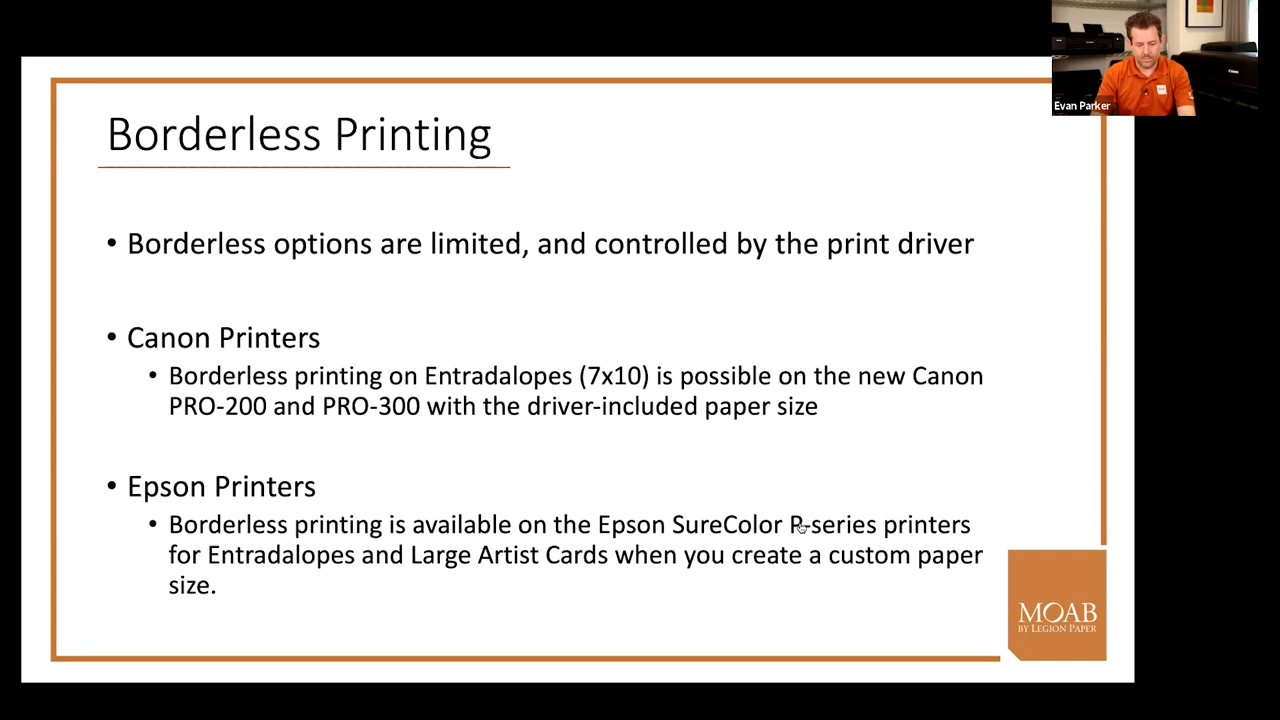 Borderless Printing
• Borderless options are limited, and controlled by the print driver
• Canon Printers
• Borderless printing on Entradalopes (7x10) is possible on the new Canon
PRO-200 and PRO-300 with the driver-included paper size
• Epson Printers
• Borderless printing is available on the Epson SureColor P-series printers
for Entradalopes and Large Artist Cards when you create a custom paper
size.
MOAB
BY LEGION PAPER
Evan Parker
Canon